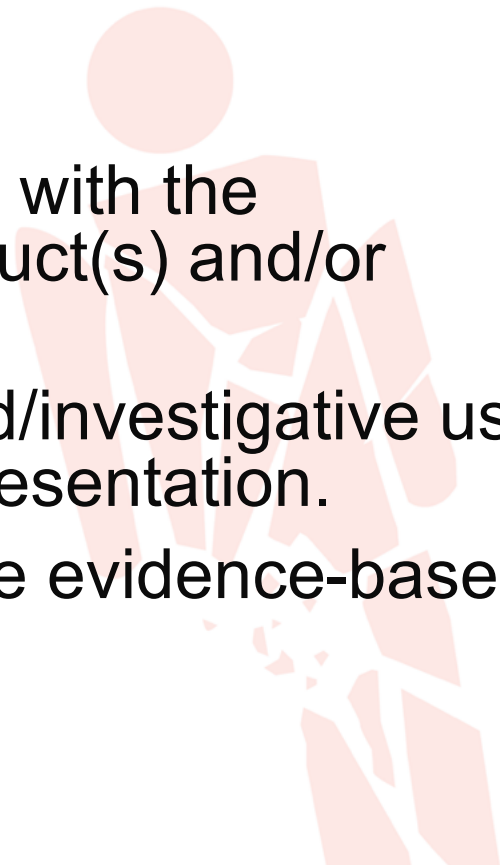 with the
uct(s) and/or
d/investigative us
esentation.
e evidence-base